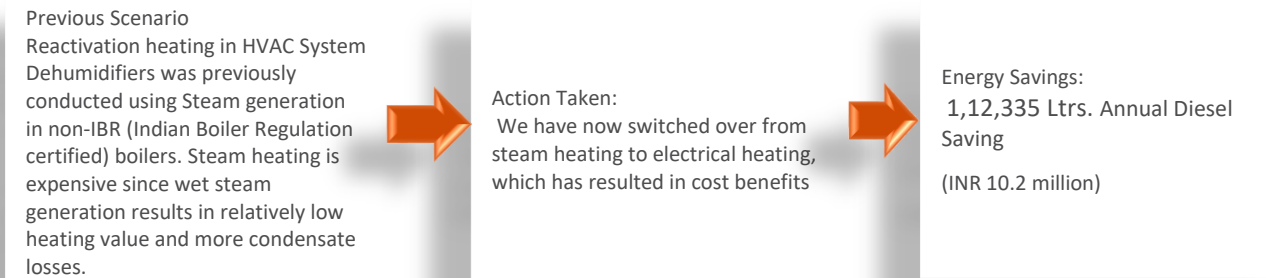 Previous Scenario
Reactivation heating in HVAC System
Dehumidifiers was previously
conducted using Steam generation
in non-IBR (Indian Boiler Regulation
certified) boilers. Steam heating is
expensive since wet steam
generation results in relatively low
heating value and more condensate
losses.
Action Taken:
We have now switched over from
steam heating to electrical heating,
which has resulted in cost benefits
Energy Savings:
1,12,335 Ltrs. Annual Diesel
Saving
(INR 10.2 million)